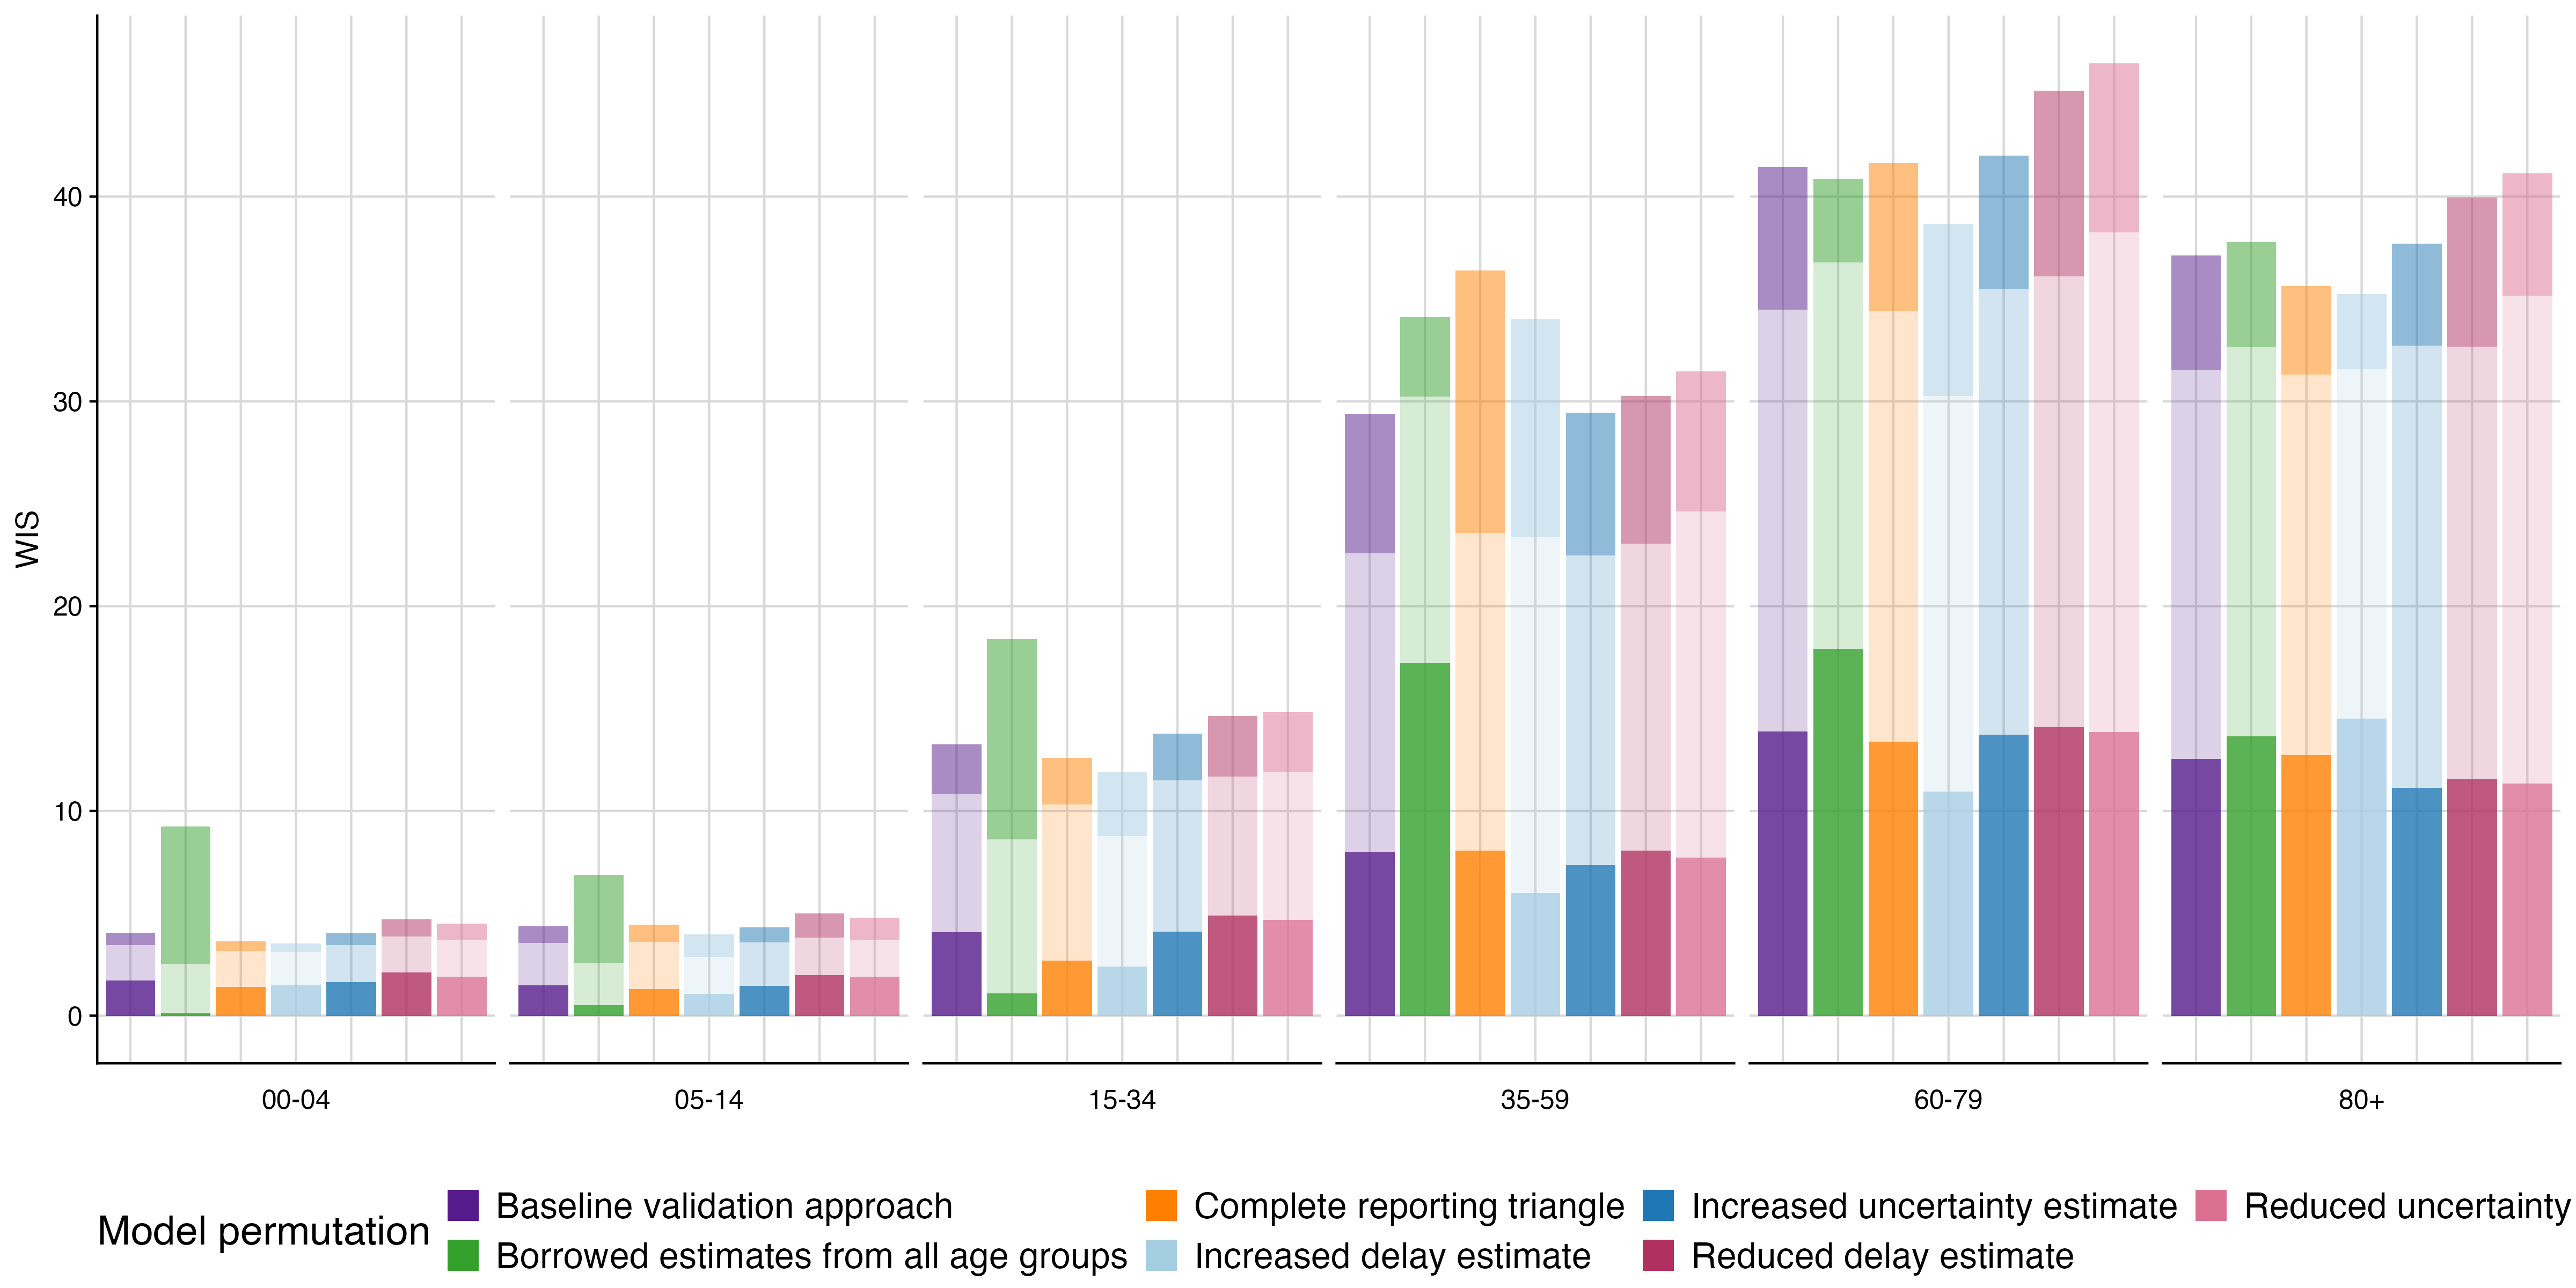 WIS
40
30
20
10
0
00-04
05-14
15-34
35-59
60-79
80+
Model permutation
Baseline validation approach
Complete reporting triangle
Increased uncertainty estimate
Reduced uncertainty
Borrowed estimates from all age groups
Increased delay estimate
Reduced delay estimate